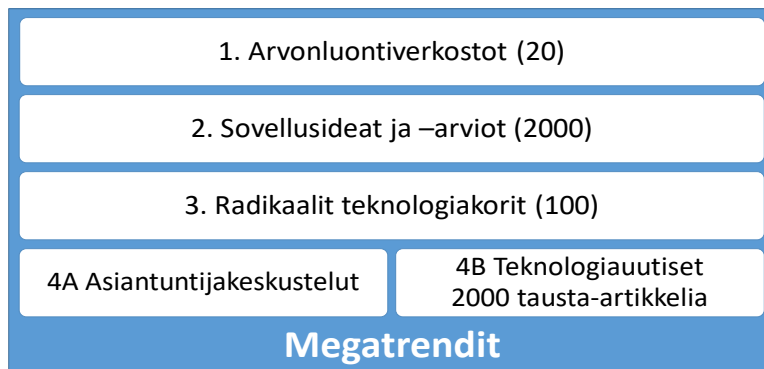 1. Arvonluontiverkostot (20)
2. Sovellusideat ja –arviot (2000)
3. Radikaalit teknologiakorit (100)
4A Asiantuntijakeskustelut
4B Teknologiauutiset
2000 tausta-artikkelia
Megatrendit